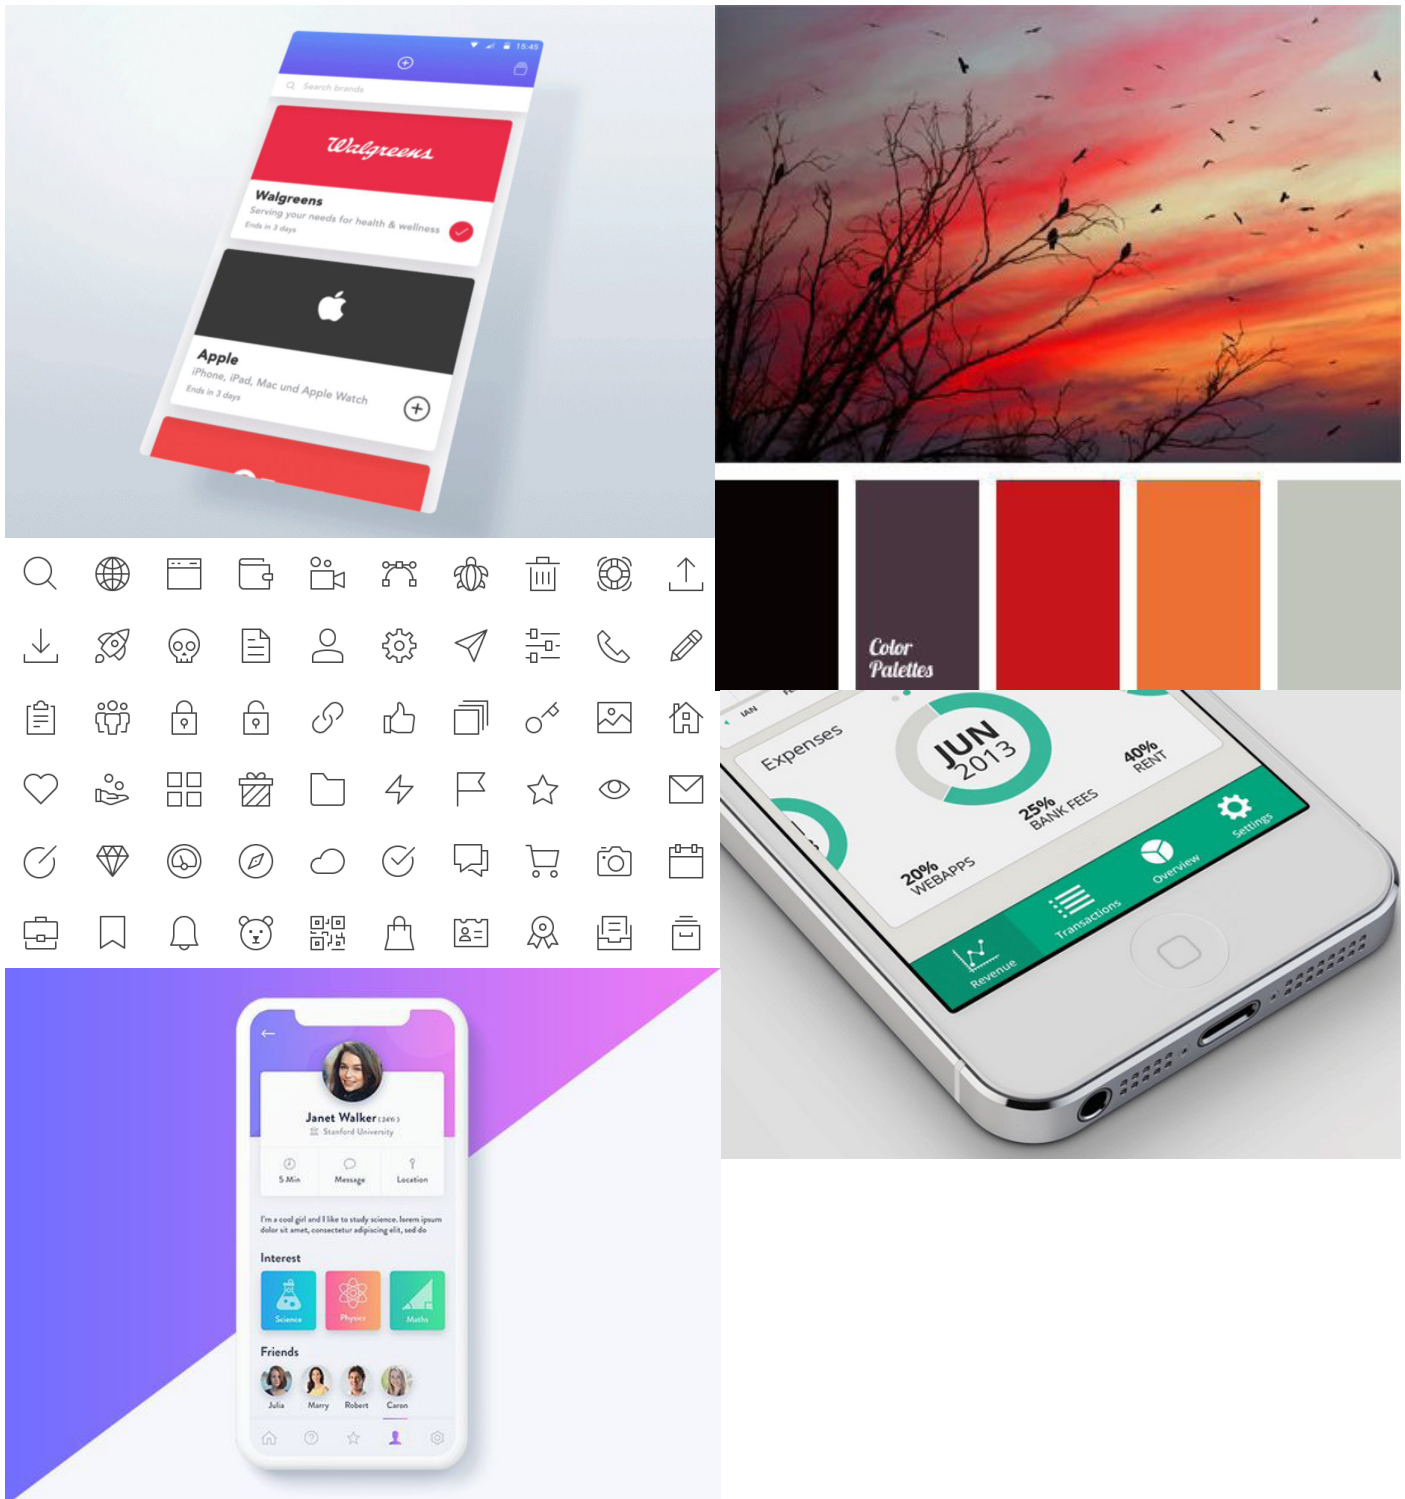 15:45
Search brands
Walgreens
Walgreens
Serving your needs for health & wellness
Ends in 3 days
Apple
iPhone, iPad, Mac und Apple Watch
Ends in 3 days
Color
Palettes
JAN
Expenses
JUN
2013
40%
RENT
25%
BANK FEES
20%
WEBAPPS
Settings
Overview
Transactions
Revenue
Janet Walker
Stanford University
5 Min
Message
Location
I'm a cool girl and I like to study science. lorem ipsum
dolor sit amet, consectetur adipiscing elit, sed do
Interest
Science
Physics
Maths
Friends
Julia
Marry
Robert
Caron